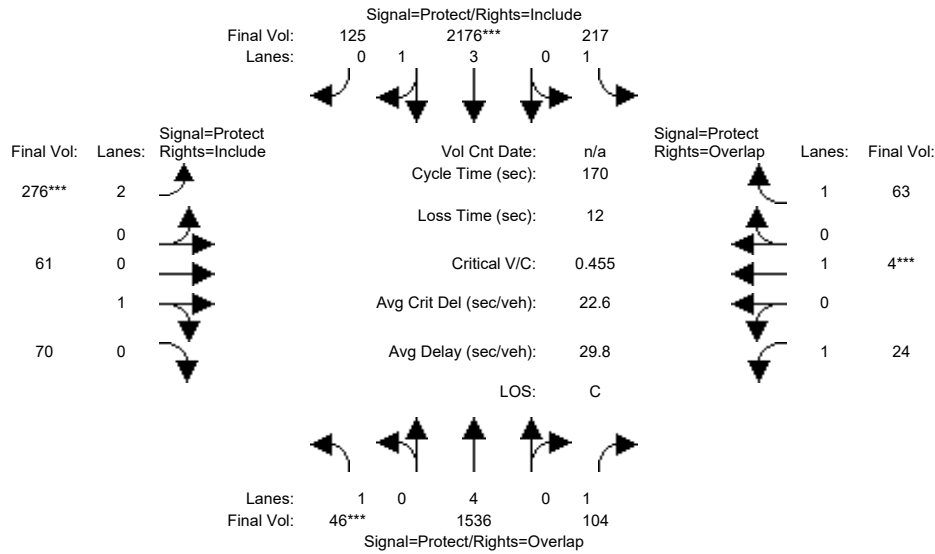 Signal=Protect/Rights=Include
Final Vol: 125 2176*** 217
Lanes: 0 1 3 0 1
Signal=Protect
Final Vol: Lanes: Rights=Include
Vol Cnt Date: n/a
Signal=Protect
Rights=Overlap Lanes: Final Vol:
Cycle Time (sec): 170
276*** 2 1 63
Loss Time (sec): 12
0 0
61 0 Critical V/C: 0.455 1 4***
1 Avg Crit Del (sec/veh): 22.6 0
70 0 Avg Delay (sec/veh): 29.8 1 24
LOS: C
Lanes: 1 0 4 0 1
Final Vol: 46*** 1536 104
Signal=Protect/Rights=Overlap